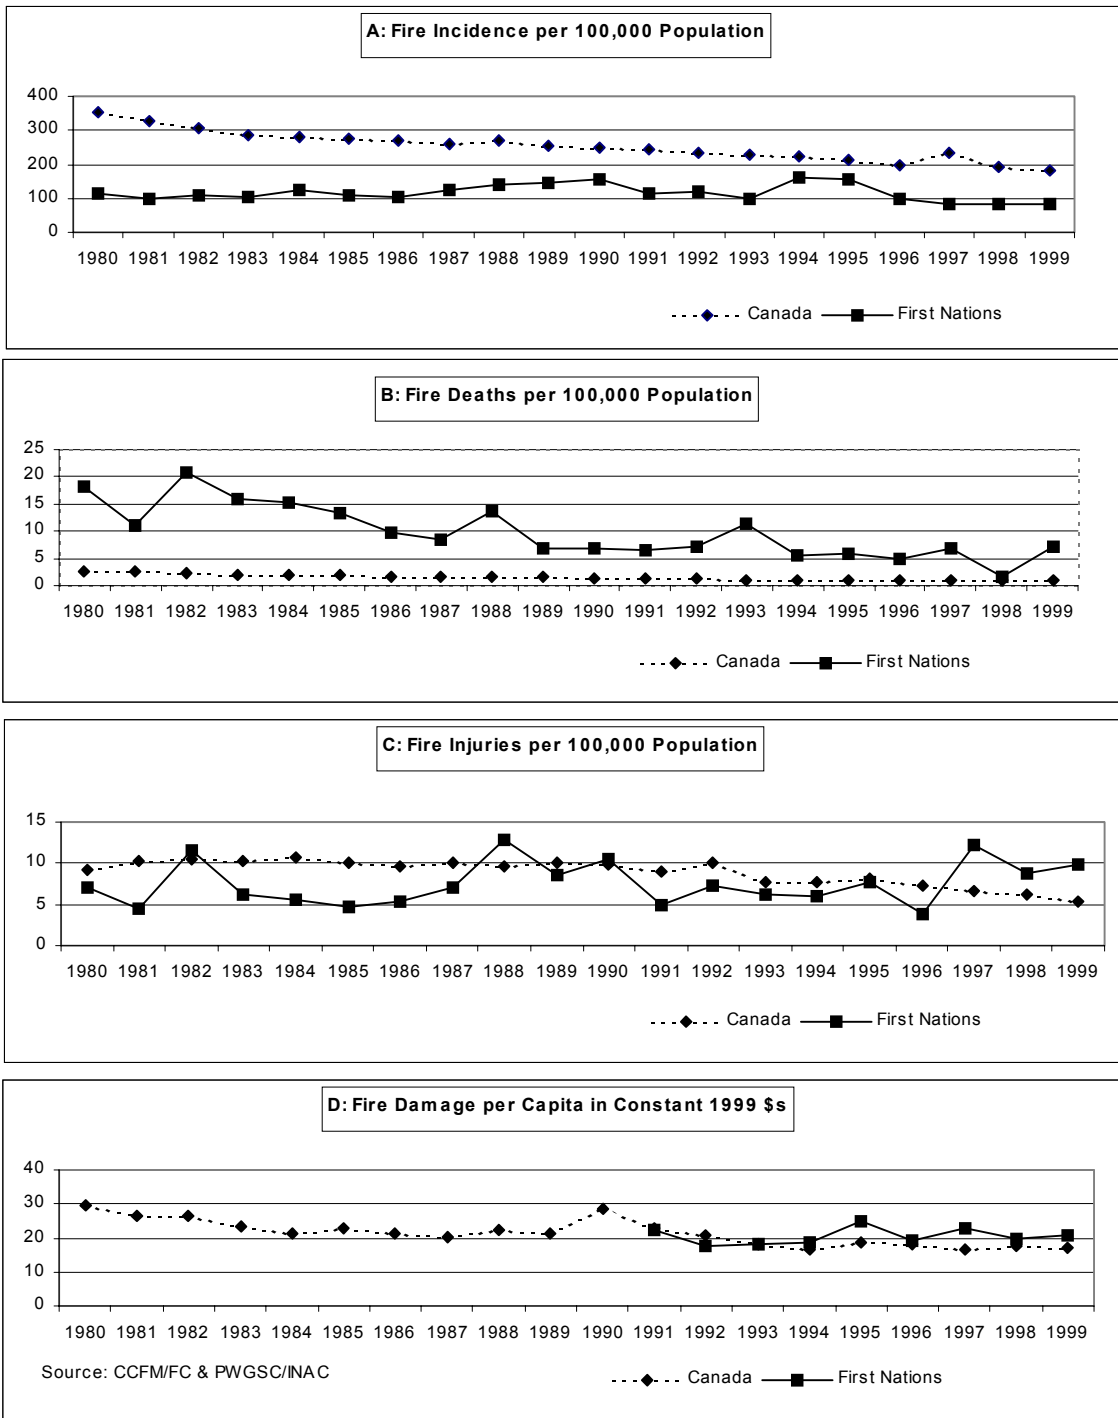 A: Fire Incidence per 100,000 Population
400
300
200
100
0
1980 1981 1982 1983 1984 1985 1986 1987 1988 1989 1990 1991 1992 1993 1994 1995 1996 1997 1998 1999
Canada First Nations
B: Fire Deaths per 100,000 Population
25
20
15
10
5
0
1980 1981 1982 1983 1984 1985 1986 1987 1988 1989 1990 1991 1992 1993 1994 1995 1996 1997 1998 1999
Canada First Nations
C: Fire Injuries per 100,000 Population
15
10
5
0
1980 1981 1982 1983 1984 1985 1986 1987 1988 1989 1990 1991 1992 1993 1994 1995 1996 1997 1998 1999
Canada First Nations
D: Fire Damage per Capita in Constant 1999 $s
40
30
20
10
0
1980 1981 1982 1983 1984 1985 1986 1987 1988 1989 1990 1991 1992 1993 1994 1995 1996 1997 1998 1999
Source: CCFM/FC & PWGSC/INAC
Canada First Nations